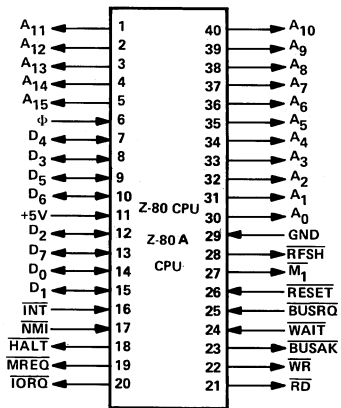 A11 1 40 A10
A12 2 39 A9
A13 3 38 A8
A14 4 37 A7
A15 5 36 A6
Φ 6 35 A5
D4 7 34 A4
D3 8 33 A3
D5 9 32 A2
D6 10 31 A1
+5V 11 Z-80 CPU 30 A0
D2 12 Z-80 A 29 GND
D7 13 CPU 28 RFSH
D0 14 27 M1
D1 15 26 RESET
INT 16 25 BUSRQ
NMI 17 24 WAIT
HALT 18 23 BUSAK
MREQ 19 22 WR
IORQ 20 21 RD